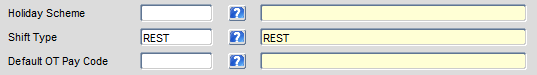 Holiday Scheme ?
Shift Type REST ? REST
Default OT Pay Code ?